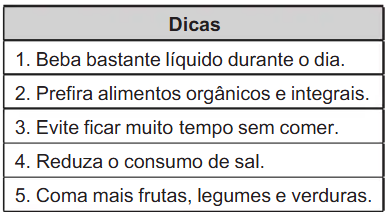 Dicas
1. Beba bastante líquido durante o dia.
2. Prefira alimentos orgânicos e integrais.
3. Evite ficar muito tempo sem comer.
4. Reduza o consumo de sal.
5. Coma mais frutas, legumes e verduras.